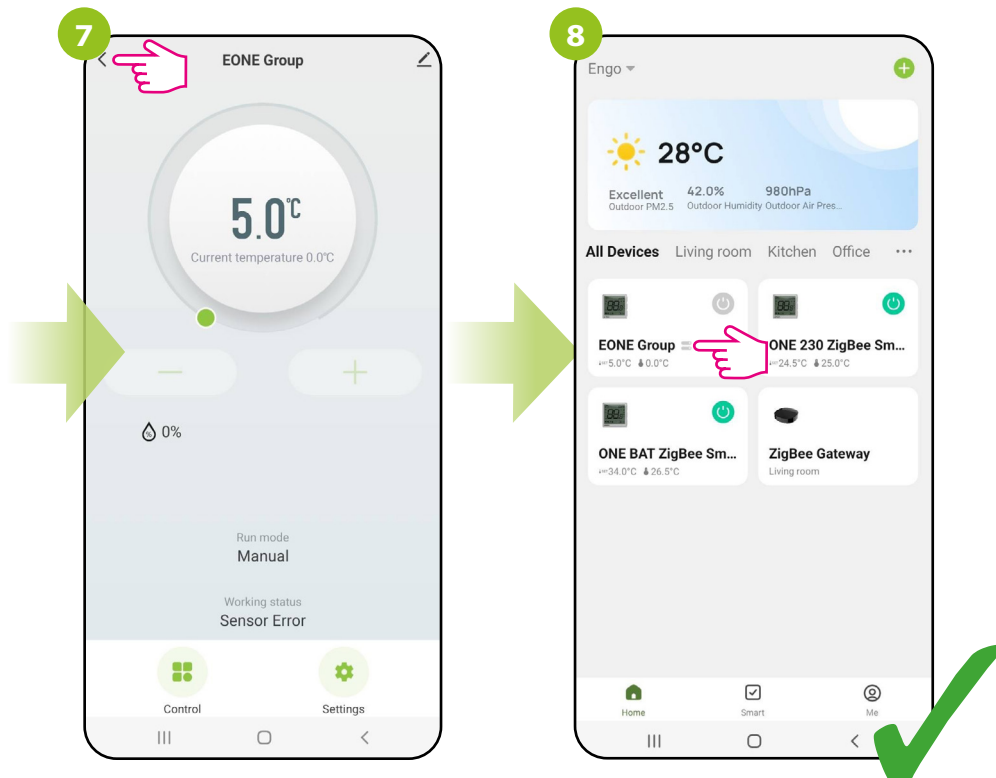 7
EONE Group
5.0°C
Current temperature 0.0°C
%
0%
Run mode
Manual
Working status
Sensor Error
Control
Settings
8
Engo
28°C
Excellent
Outdoor PM2.5
42.0%
Outdoor Humidity
980hPa
Outdoor Air Pres...
All Devices Living room Kitchen Office ...
EONE Group
5.0°C 0.0°C
ONE 230 ZigBee Sm...
24.5°C 25.0°C
ONE BAT ZigBee Sm...
34.0°C 26.5°C
ZigBee Gateway
Living room
Home
Smart
Me